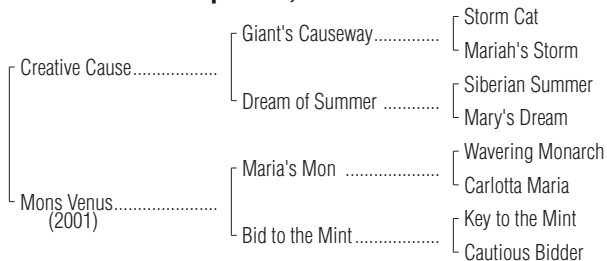 Storm Cat
Giant's Causeway..............
Mariah's Storm
Creative Cause..................
Siberian Summer
Dream of Summer ............
Mary's Dream
Wavering Monarch
Maria's Mon ....................
Carlotta Maria
Mons Venus......................
(2001)
Key to the Mint
Bid to the Mint..................
Cautious Bidder